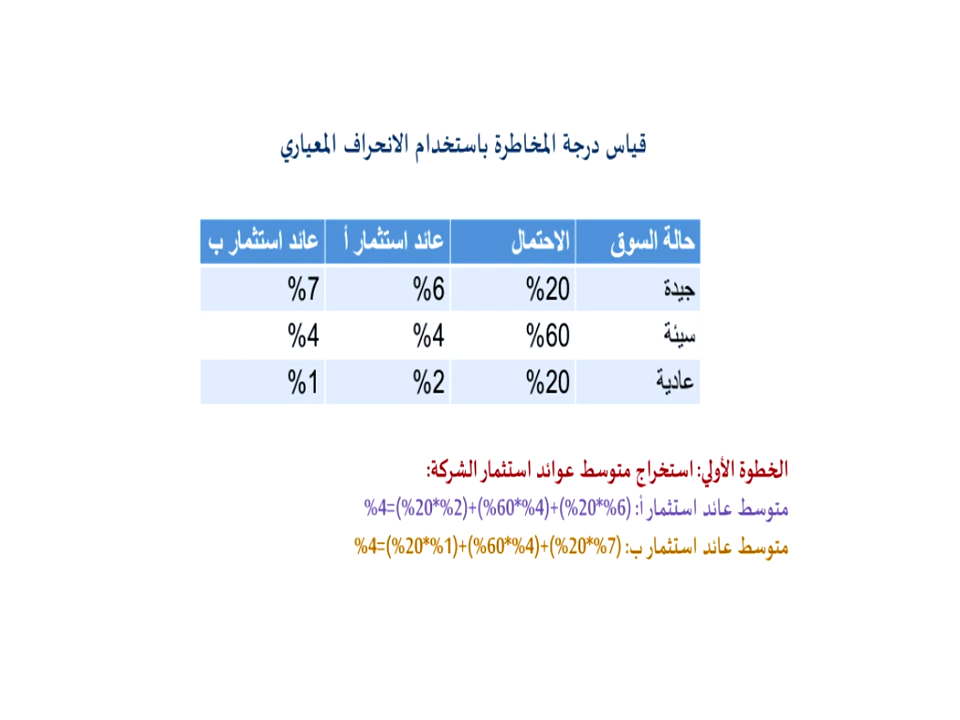 قياس درجة المخاطرة باستخدام الانحراف المعياري
حالة السوق الاحتمال عائد استثمار أ عائد استثمار ب
جيدة %20 %6 %7
سيئة %60 %4 %4
عادية %20 %2 %1
الخطوة الأولي: استخراج متوسط عوائد استثمار الشركة:
متوسط عائد استثمار أ: (6%*20%)+(4%*60%)+(2%*20%)=4%
متوسط عائد استثمار ب: (7%*20%)+(4%*60%)+(1%*20%)=4%